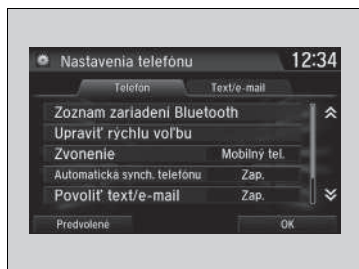 Nastavenia telefónu 12:34
Telefón Text/e-mail
Zoznam zariadení Bluetooth
Upraviť rýchlu voľbu
Zvonenie Mobilný tel.
Automatická synch. telefónu Zap.
Povoliť text/e-mail Zap.
Predvolené OK